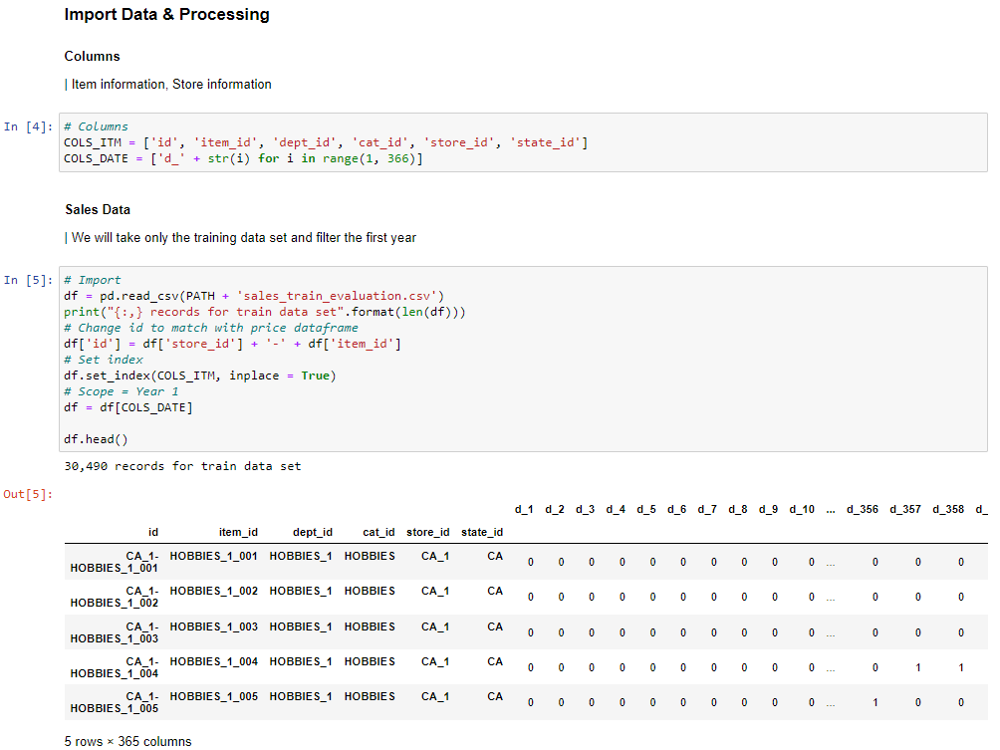 Import Data & Processing
Columns
| Item information, Store information
In [4]: # Columns
COLS_ITM = ['id', 'item_id', 'dept_id', 'cat_id', 'store_id', 'state_id']
COLS_DATE = ['d_' + str(i) for i in range(1, 366)]
Sales Data
| We will take only the training data set and filter the first year
In [5]: # Import
df = pd.read_csv(PATH + 'sales_train_evaluation.csv')
print("{:,} records for train data set".format(len(df)))
# Change id to match with price dataframe
df['id'] = df['store_id'] + '-' + df['item_id']
# Set index
df.set_index(COLS_ITM, inplace = True)
# Scope = Year 1
df = df[COLS_DATE]
df.head()
30,490 records for train data set
Out[5]:
d_1 d_2 d_3 d_4 d_5 d_6 d_7 d_8 d_9 d_10 ... d_356 d_357 d_358 d_
id item_id dept_id cat_id store_id state_id
CA_1- HOBBIES_1_001 HOBBIES_1 HOBBIES CA_1 CA 0 0 0 0 0 0 0 0 0 0 ... 0 0 0
HOBBIES_1_001
CA_1- HOBBIES_1_002 HOBBIES_1 HOBBIES CA_1 CA 0 0 0 0 0 0 0 0 0 0 ... 0 0 0
HOBBIES_1_002
CA_1- HOBBIES_1_003 HOBBIES_1 HOBBIES CA_1 CA 0 0 0 0 0 0 0 0 0 0 ... 0 0 0
HOBBIES_1_003
CA_1- HOBBIES_1_004 HOBBIES_1 HOBBIES CA_1 CA 0 0 0 0 0 0 0 0 0 0 ... 0 1 1
HOBBIES_1_004
CA_1- HOBBIES_1_005 HOBBIES_1 HOBBIES CA_1 CA 0 0 0 0 0 0 0 0 0 0 ... 1 0 0
HOBBIES_1_005
5 rows × 365 columns